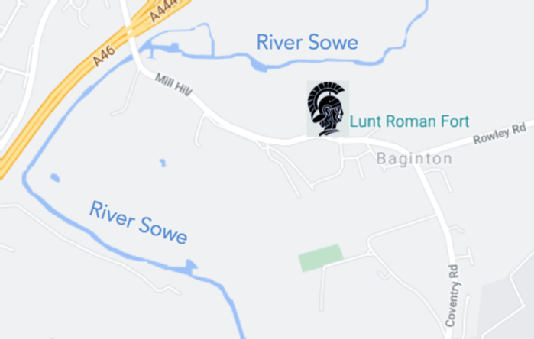 A444
River Sowe
A46
Mill Hill
Lunt Roman Fort
Rowley Rd
Baginton
River Sowe
Coventry Rd